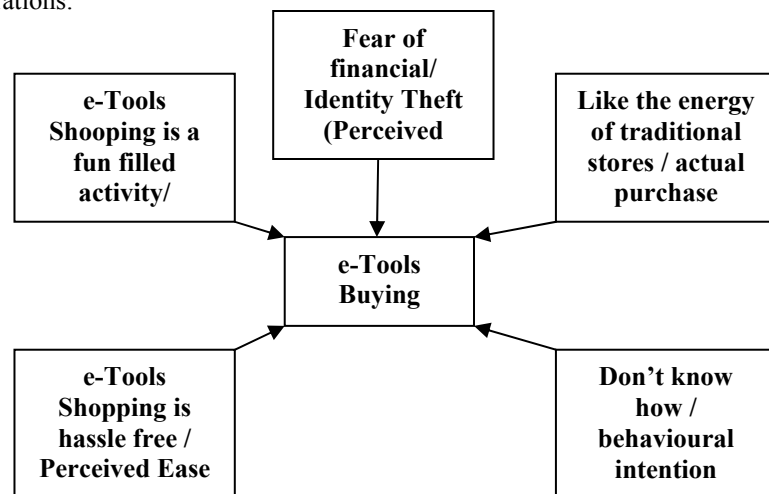 ations.
Fear of
financial/
Identity Theft
(Perceived
e-Tools
Shooping is a
fun filled
activity/
Like the energy
of traditional
stores / actual
purchase
e-Tools
Buying
e-Tools
Shopping is
hassle free /
Perceived Ease
Don’t know
how /
behavioural
intention